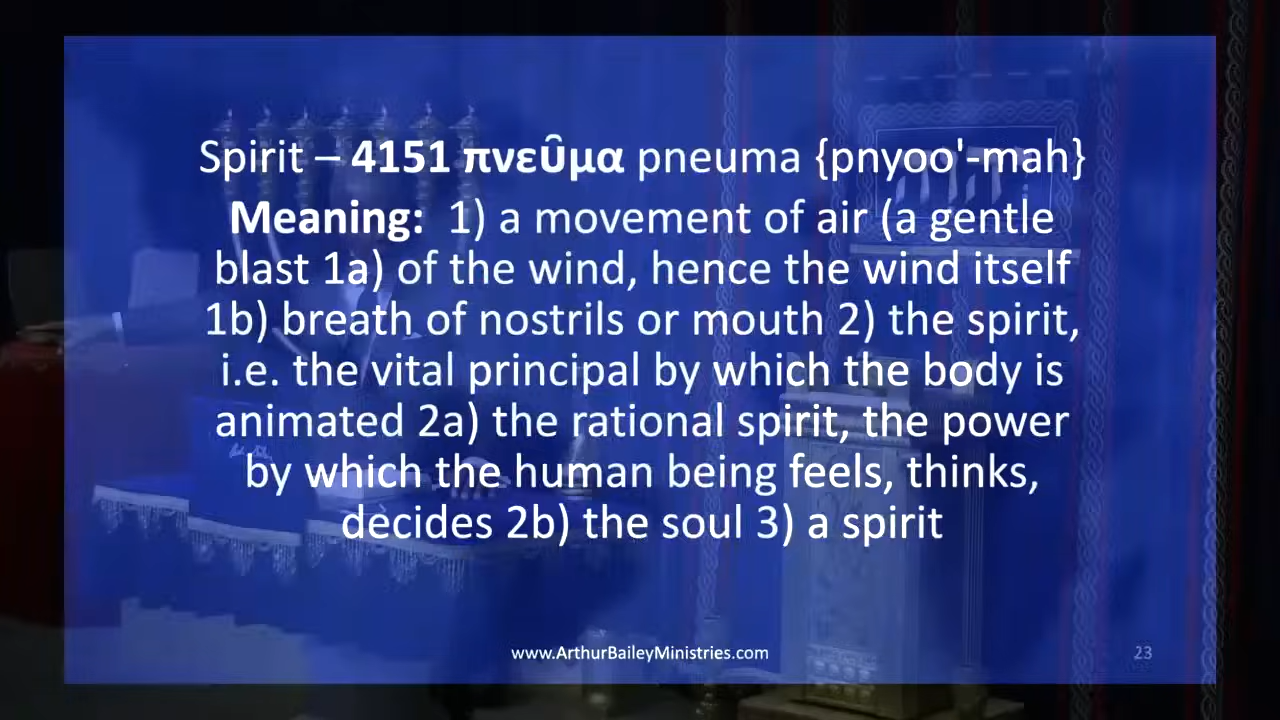 Spirit – 4151 πνεῦμα pneuma {pnyoo'-mah}
Meaning:  1) a movement of air (a gentle
blast 1a) of the wind, hence the wind itself
1b) breath of nostrils or mouth 2) the spirit,
i.e. the vital principal by which the body is
animated 2a) the rational spirit, the power
by which the human being feels, thinks,
decides 2b) the soul 3) a spirit
www.ArthurBaileyMinistries.com
23